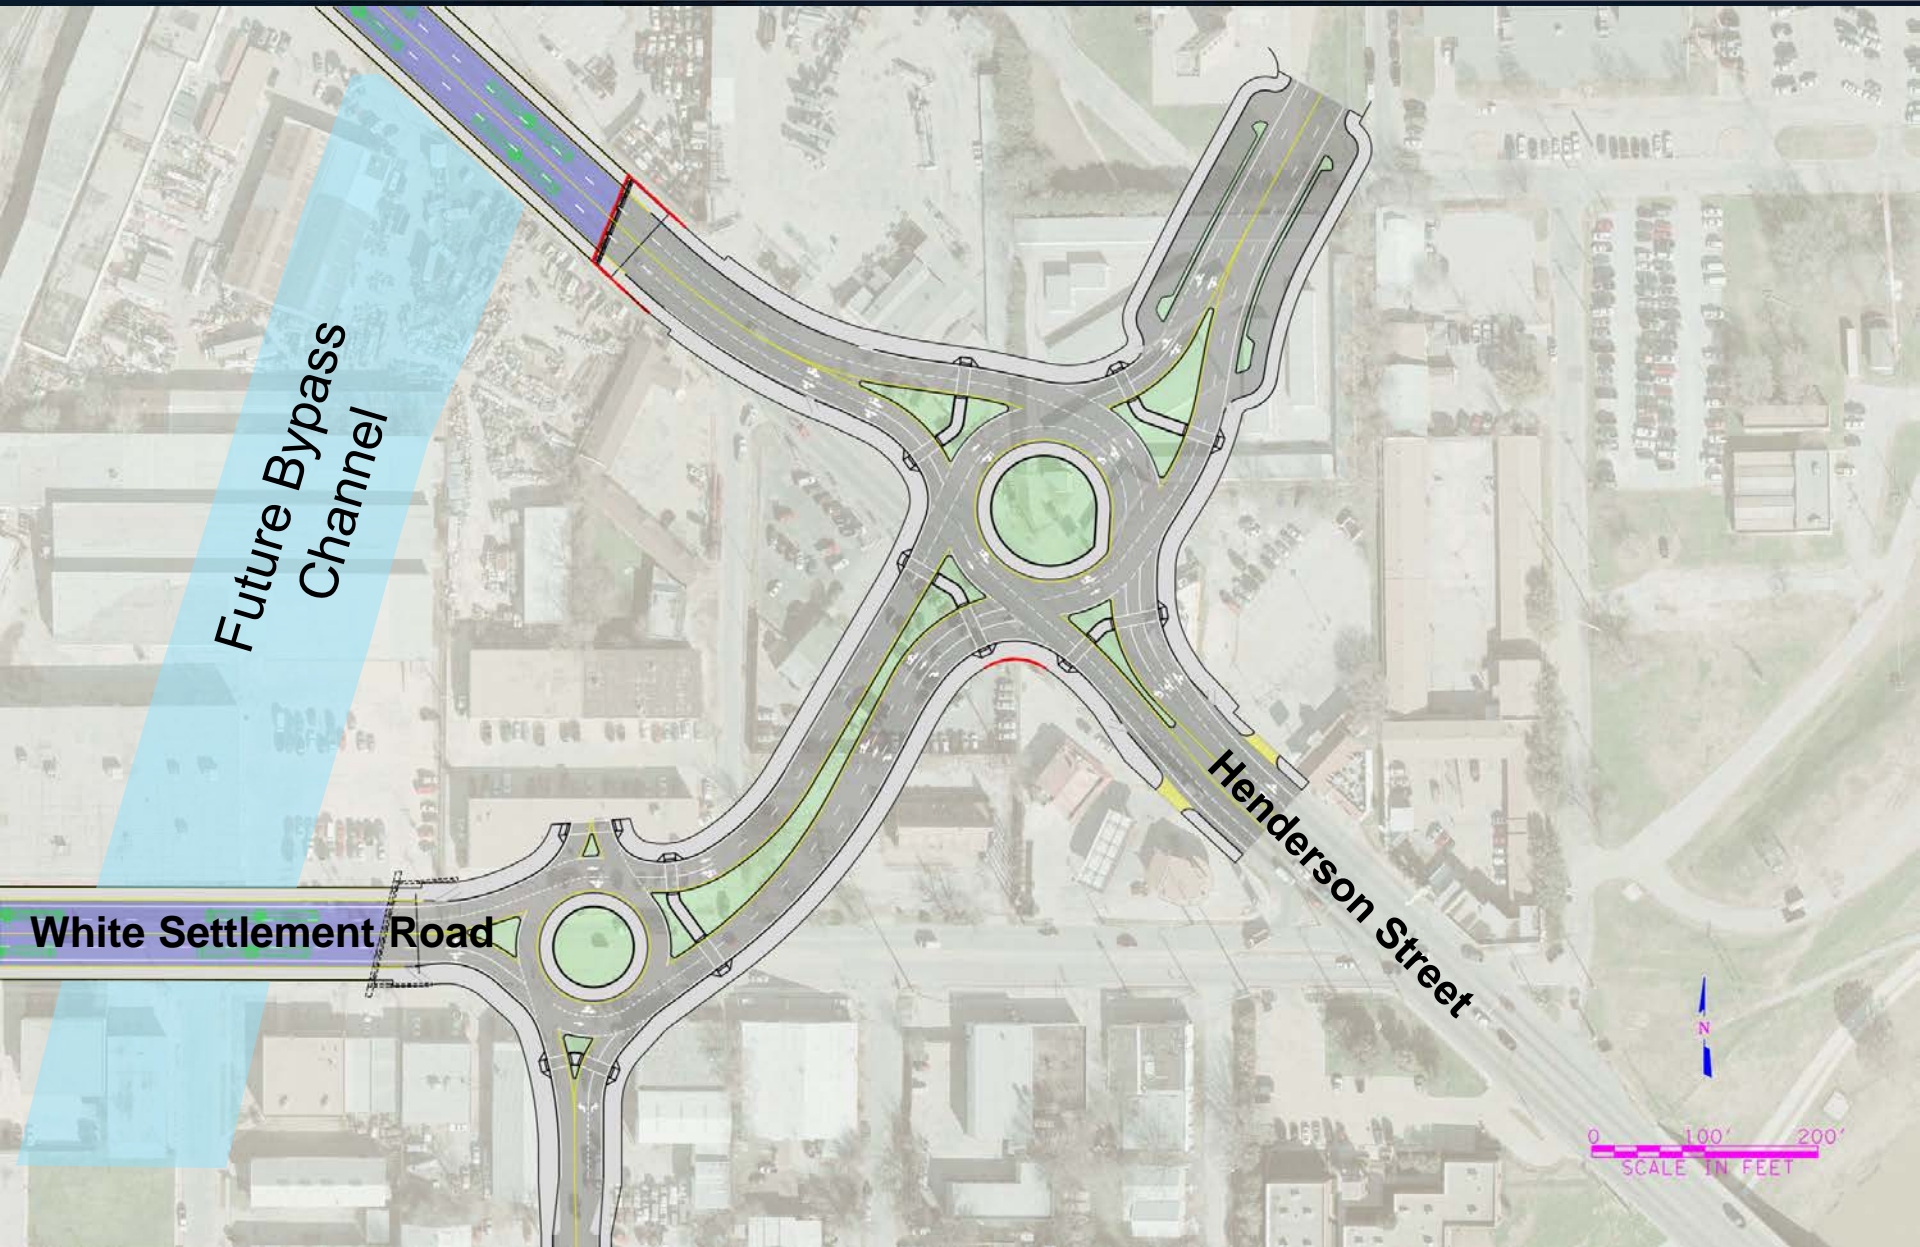 Future Bypass
Channel
White Settlement Road
Henderson Street
N
0 100' 200'
SCALE IN FEET